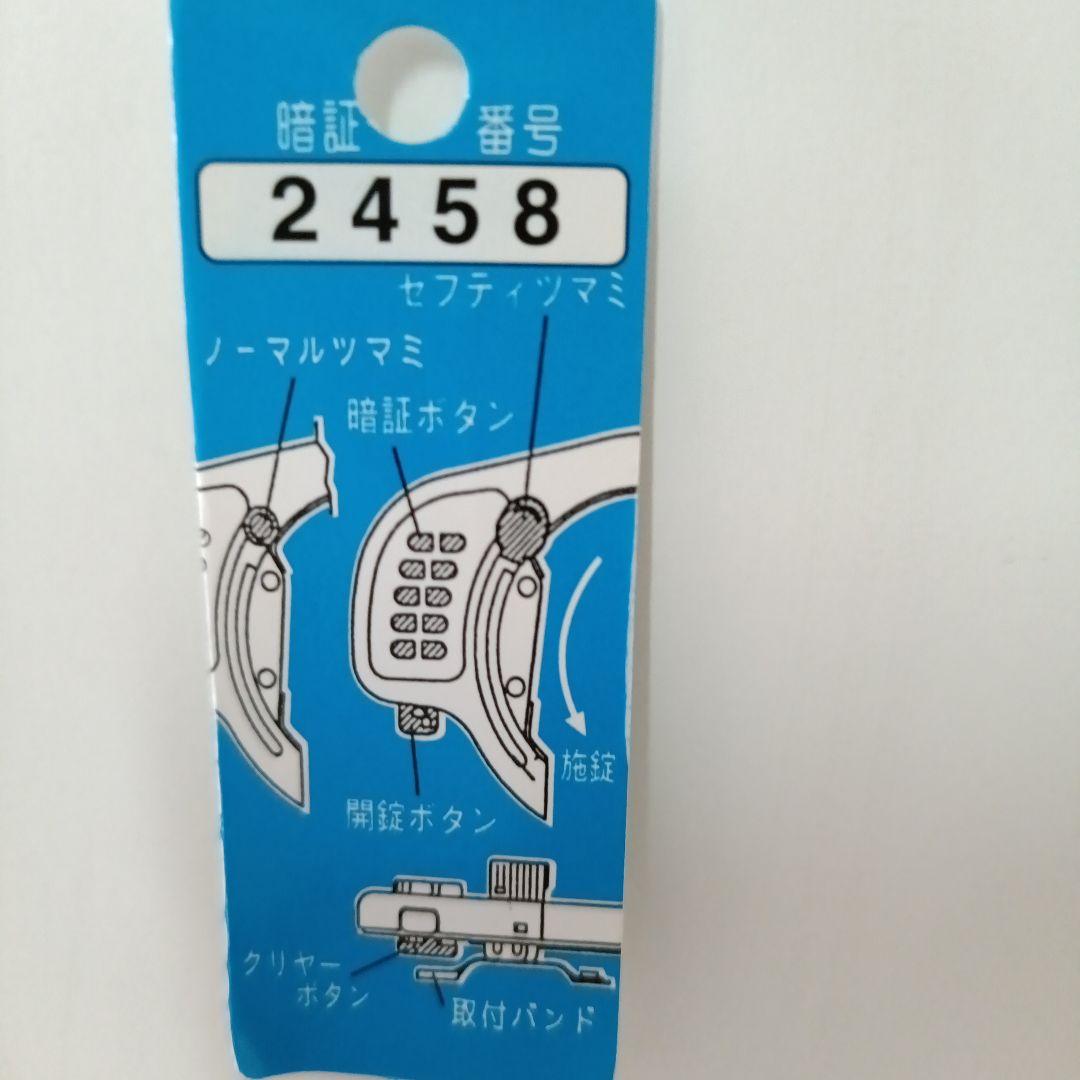 暗証番号
2458
セフティツマミ
ノーマルツマミ
暗証ボタン
施錠
開錠ボタン
クリヤー
ボタン
取付バンド